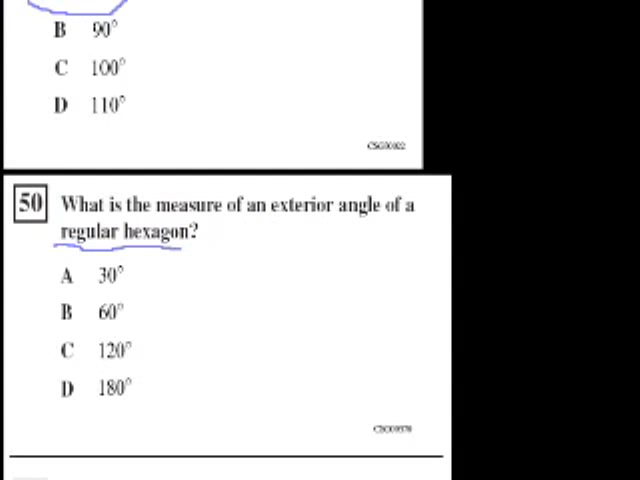 B 90°
C 100°
D 110°
50 What is the measure of an exterior angle of a
regular hexagon?
A 30°
B 60°
C 120°
D 180°